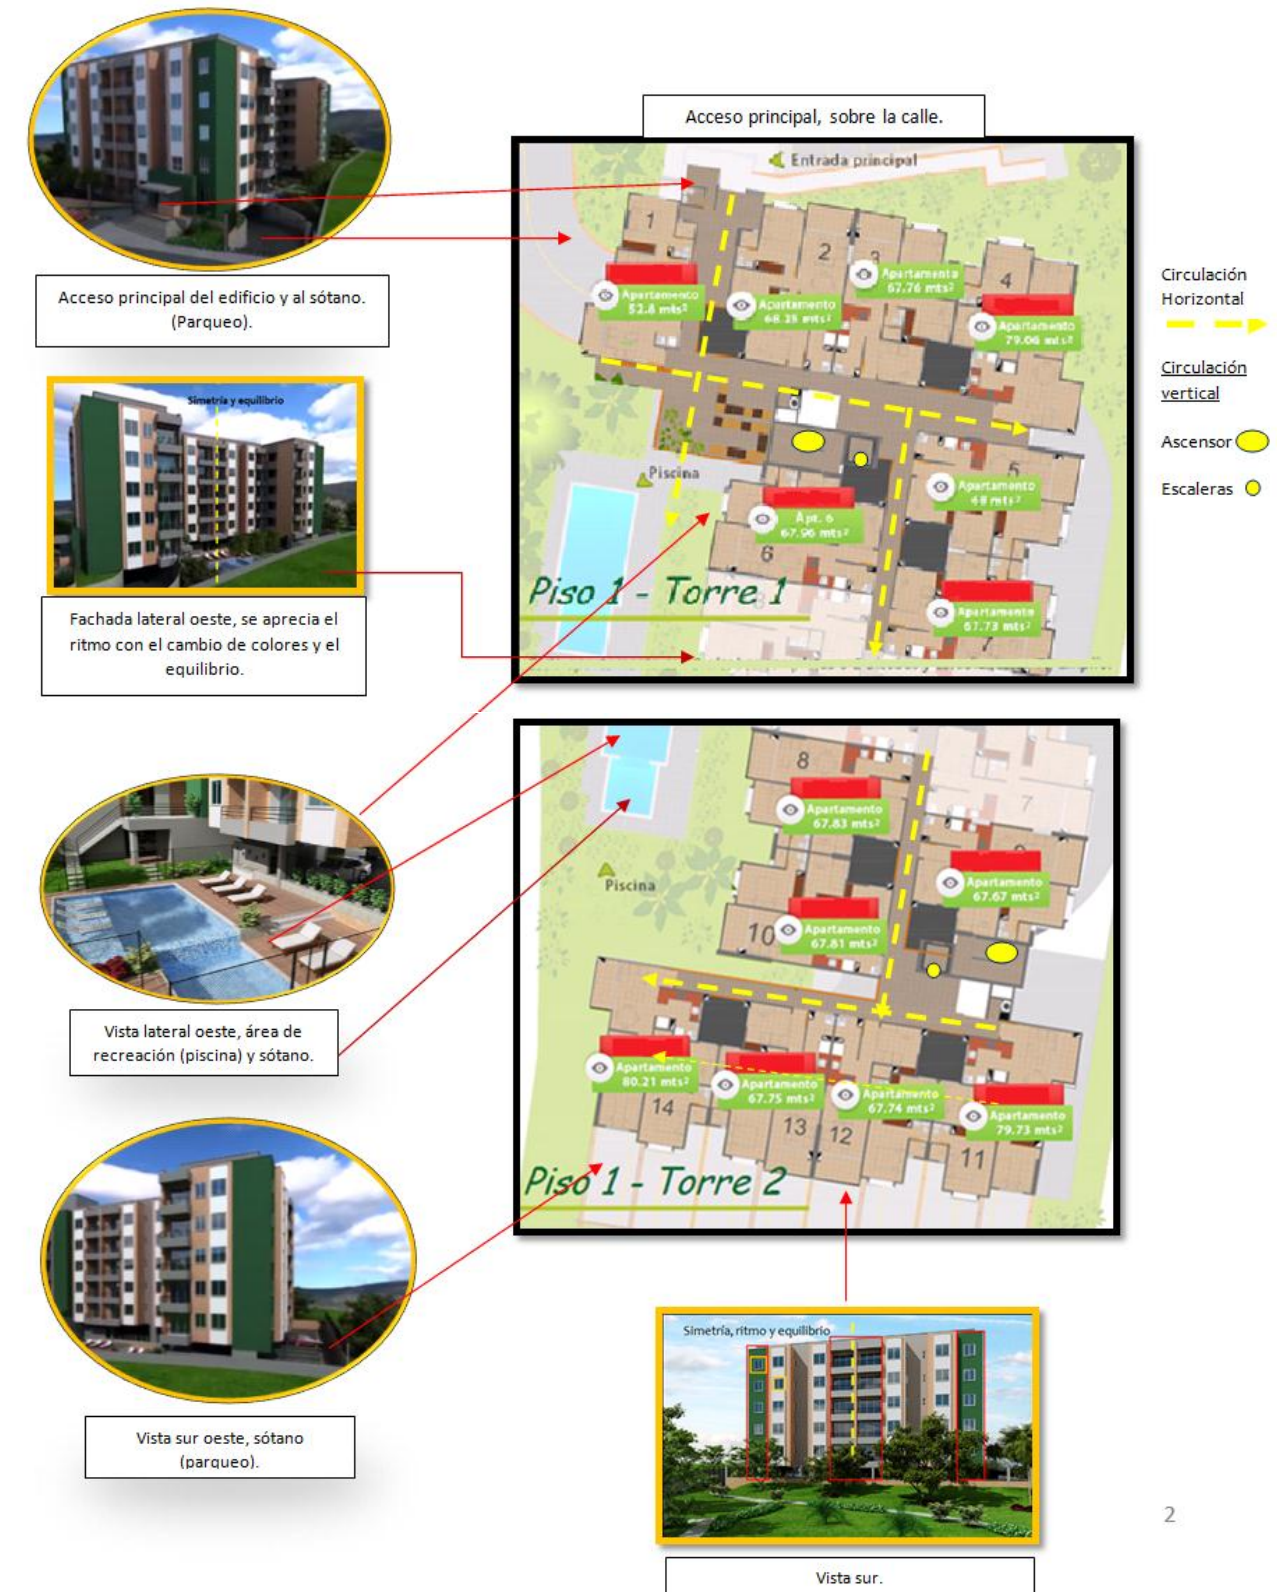 Acceso principal, sobre la calle.
Entrada principal
1
2
3
4
Apartamento
52.8 mts²
Apartamento
68.25 mts²
Apartamento
67.76 mts²
Apartamento
79.06 mts²
Circulación
Horizontal
Circulación
vertical
Ascensor
Escaleras
Acceso principal del edificio y al sótano.
(Parqueo).
Simetría y equilibrio
Fachada lateral oeste, se aprecia el
ritmo con el cambio de colores y el
equilibrio.
Piscina
5
Apartamento
68 mts²
Apt. 6
67.96 mts²
6
Apartamento
67.73 mts²
Piso 1 - Torre 1
8
Apartamento
67.83 mts²
7
Piscina
Apartamento
67.67 mts²
10
Apartamento
67.81 mts²
Vista lateral oeste, área de
recreación (piscina) y sótano.
Apartamento
80.21 mts²
Apartamento
67.75 mts²
Apartamento
67.74 mts²
Apartamento
79.73 mts²
14
13
12
11
Piso 1 - Torre 2
Vista sur oeste, sótano
(parqueo).
Simetría, ritmo y equilibrio
Vista sur.
2